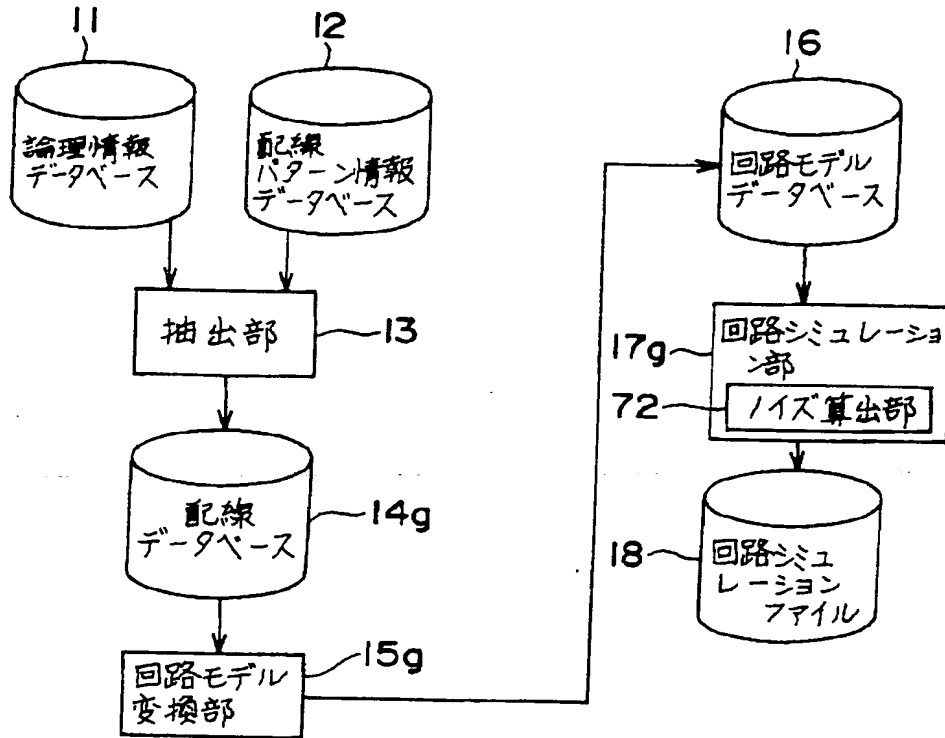 11
論理情報
データベース
12
配線
パターン情報
データベース
抽出部
13
配線
データベース
14g
回路モデル
変換部
15g
16
回路モデル
データベース
17g
回路シミュレーショ
ン部
72
ノイズ算出部
18
回路シミュ
レーション
ファイル